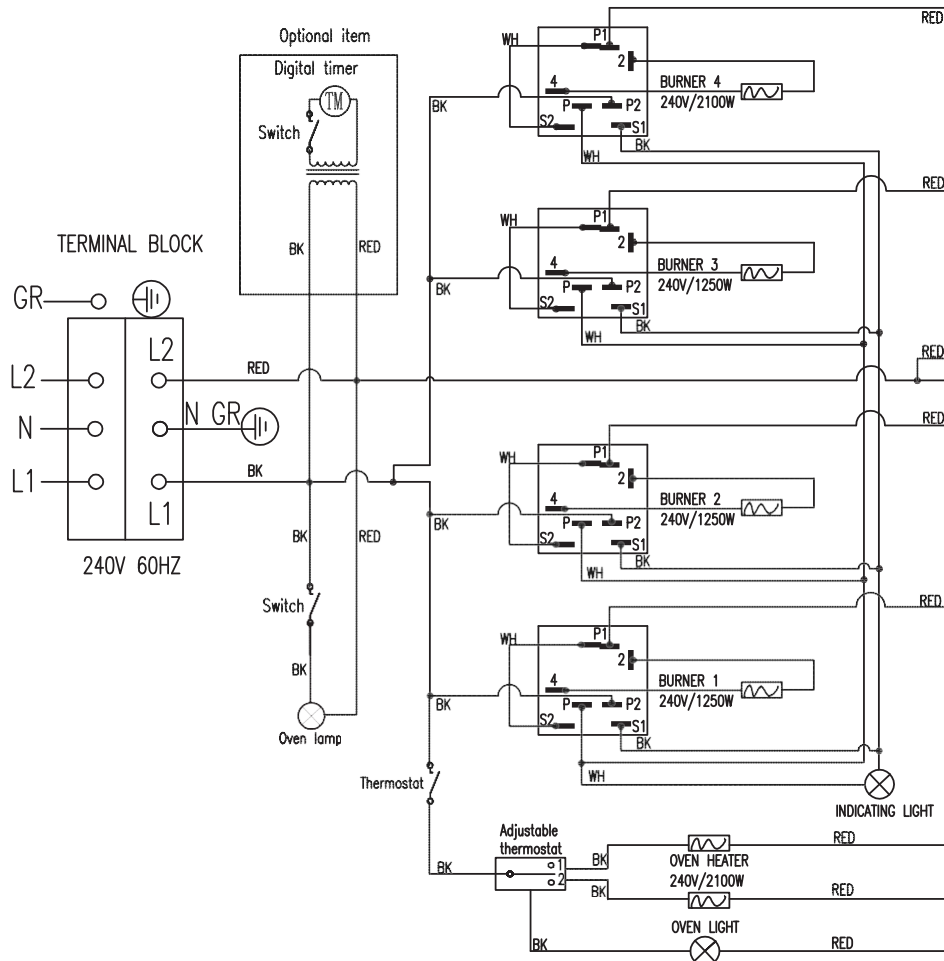 Optional item
Digital timer
TM
Switch
BK
RED
TERMINAL BLOCK
GR
L2
N
L1
L2
N GR
L1
240V 60HZ
RED
BK
BK
RED
Switch
BK
Oven lamp
RED
WH
P1
2
4
BURNER 4
240V/2100W
P
P2
S2
S1
BK
BK
WH
RED
WH
P1
2
4
BURNER 3
240V/1250W
P
P2
S2
S1
BK
BK
WH
RED
RED
WH
P1
2
4
BURNER 2
240V/1250W
P
P2
S2
S1
BK
BK
WH
RED
WH
P1
2
4
BURNER 1
240V/1250W
P
P2
S2
S1
BK
BK
WH
INDICATING LIGHT
Thermostat
Adjustable
thermostat
1
2
BK
BK
BK
OVEN HEATER
240V/2100W
RED
RED
OVEN LIGHT
BK
RED